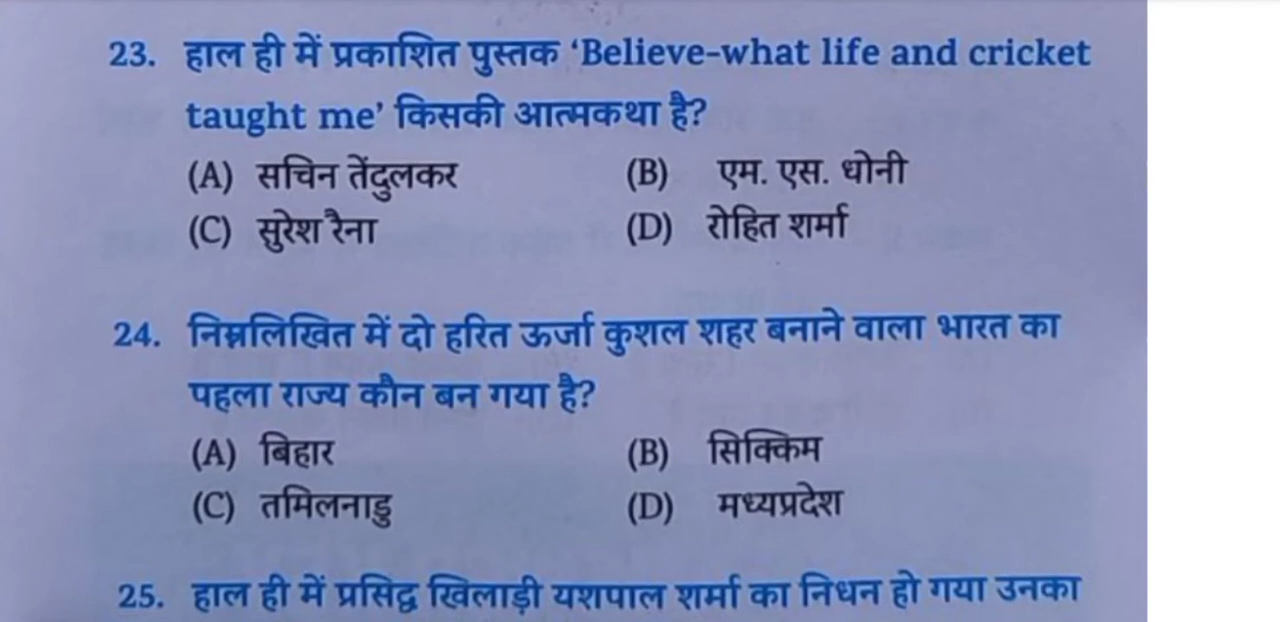 23. हाल ही में प्रकाशित पुस्तक ‘Believe-what life and cricket
taught me’ किसकी आत्मकथा है?
(A) सचिन तेंदुलकर (B) एम. एस. धोनी
(C) सुरेश रैना (D) रोहित शर्मा
24. निम्नलिखित में दो हरित ऊर्जा कुशल शहर बनाने वाला भारत का
पहला राज्य कौन बन गया है?
(A) बिहार (B) सिक्किम
(C) तमिलनाडु (D) मध्यप्रदेश
25. हाल ही में प्रसिद्ध खिलाड़ी यशपाल शर्मा का निधन हो गया उनका